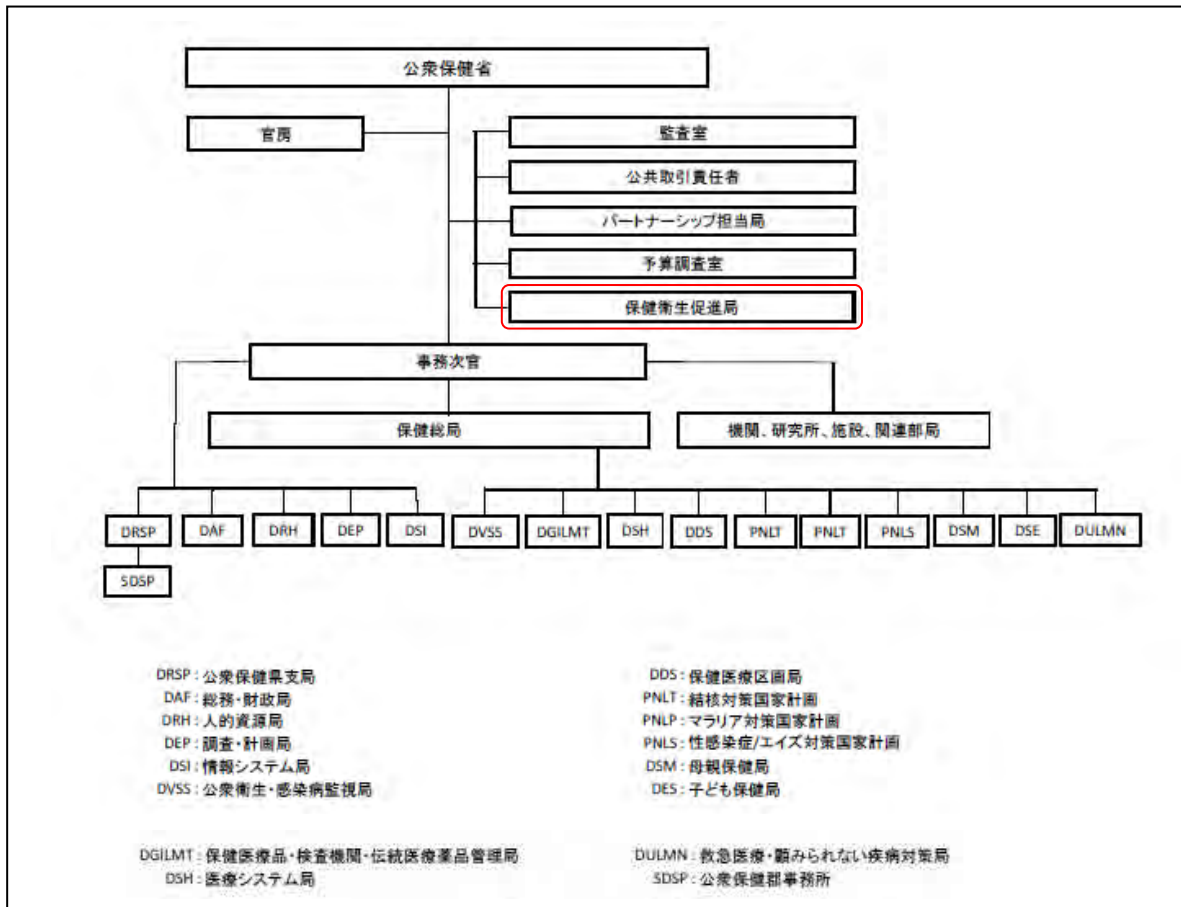 公衆保健省
官房
監査室
公共取引責任者
パートナーシップ担当局
予算調査室
保健衛生促進局
事務次官
保健総局
機関、研究所、施設、関連部局
DRSP DAF DRH DEP DSI DVSS DGILMT DSH DDS PNLT PNLT PNLS DSM DSE DULMN
SDSP
DRSP : 公衆保健県支局
DAF : 総務・財政局
DRH : 人的資源局
DEP : 調査・計画局
DSI : 情報システム局
DVSS : 公衆衛生・感染病監視局
DGILMT : 保健医療品・検査機関・伝統医療薬品管理局
DSH : 医療システム局
DDS : 保健医療区画局
PNLT : 結核対策国家計画
PNLP : マラリア対策国家計画
PNLS : 性感染症/エイズ対策国家計画
DSM : 母親保健局
DES : 子ども保健局
DULMN : 救急医療・顧みられない疾病対策局
SDSP : 公衆保健郡事務所